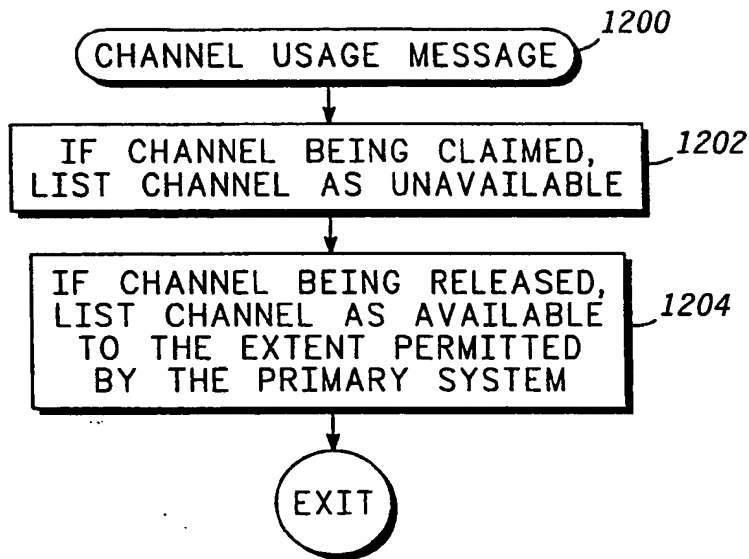 CHANNEL USAGE MESSAGE
1200
IF CHANNEL BEING CLAIMED,
LIST CHANNEL AS UNAVAILABLE
1202
IF CHANNEL BEING RELEASED,
LIST CHANNEL AS AVAILABLE
TO THE EXTENT PERMITTED
BY THE PRIMARY SYSTEM
1204
EXIT